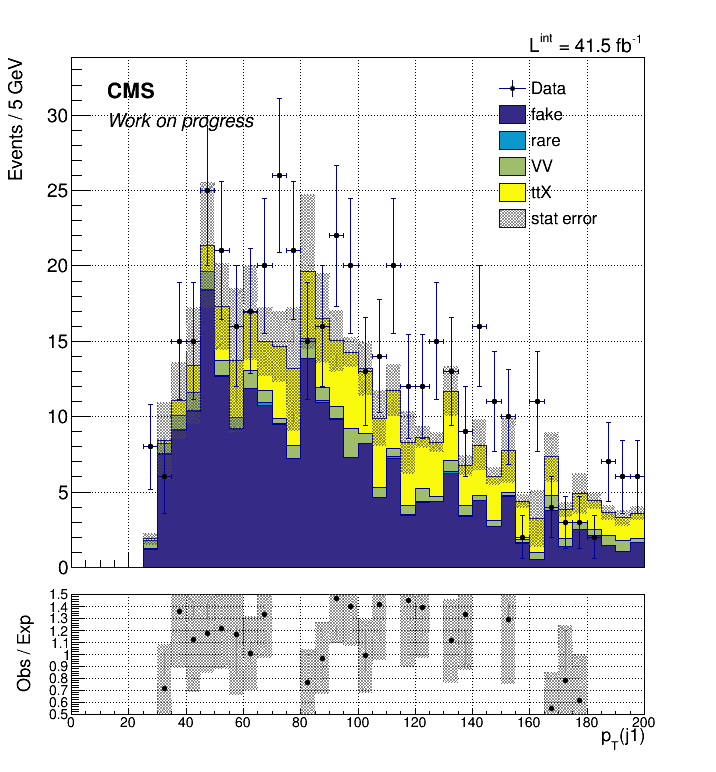 L^int = 41.5 fb^-1
Events / 5 GeV
CMS
Work on progress
Data
fake
rare
VV
ttX
stat error
30
25
20
15
10
5
0
Obs / Exp
1.5
1.4
1.3
1.2
1.1
1
0.9
0.8
0.7
0.6
0.5
0 20 40 60 80 100 120 140 160 180 200
p_T(j1)